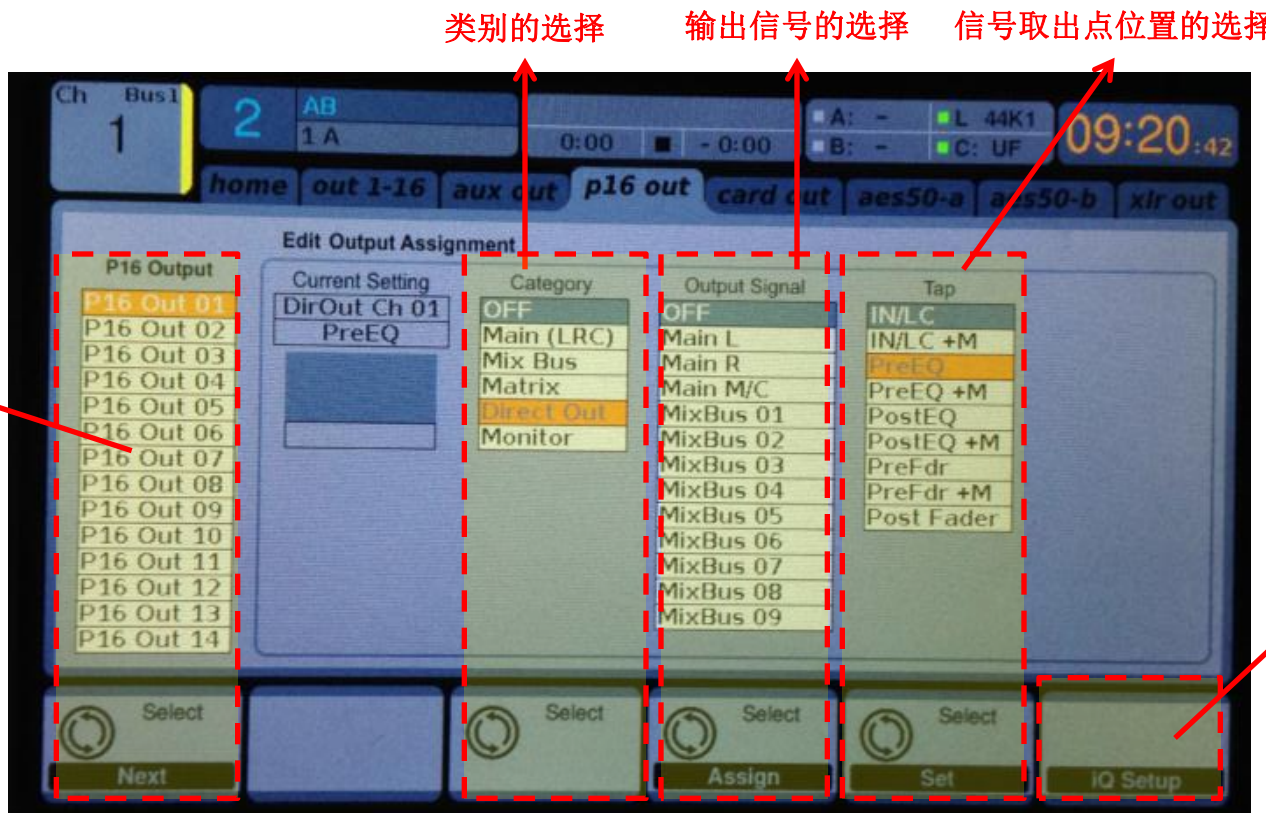 类别的选择 输出信号的选择 信号取出点位置的选择
Ch Bus1
1
2 AB
1 A
0:00 - 0:00
A: - L 44K1
B: - C: UF
09:20:42
home out 1-16 aux out p16 out card out aes50-a aes50-b xlr out
Edit Output Assignment
P16 Output
P16 Out 01
P16 Out 02
P16 Out 03
P16 Out 04
P16 Out 05
P16 Out 06
P16 Out 07
P16 Out 08
P16 Out 09
P16 Out 10
P16 Out 11
P16 Out 12
P16 Out 13
P16 Out 14
Current Setting
DirOut Ch 01
PreEQ
Category
OFF
Main (LRC)
Mix Bus
Matrix
Direct Out
Monitor
Output Signal
OFF
Main L
Main R
Main M/C
MixBus 01
MixBus 02
MixBus 03
MixBus 04
MixBus 05
MixBus 06
MixBus 07
MixBus 08
MixBus 09
Tap
IN/LC
IN/LC +M
PreEQ
PreEQ +M
PostEQ
PostEQ +M
PreFdr
PreFdr +M
Post Fader
Select Select Select Select
Next Assign Set iQ Setup